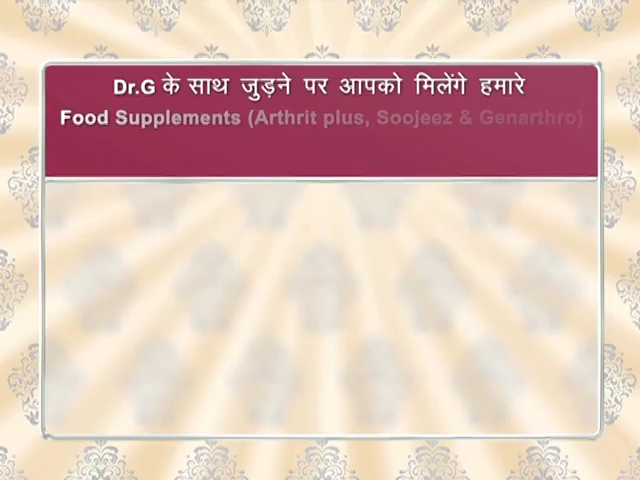 Dr.G के साथ जुड़ने पर आपको मिलेंगे हमारे
Food Supplements (Arthrit plus, Soojeez & Genarthro)